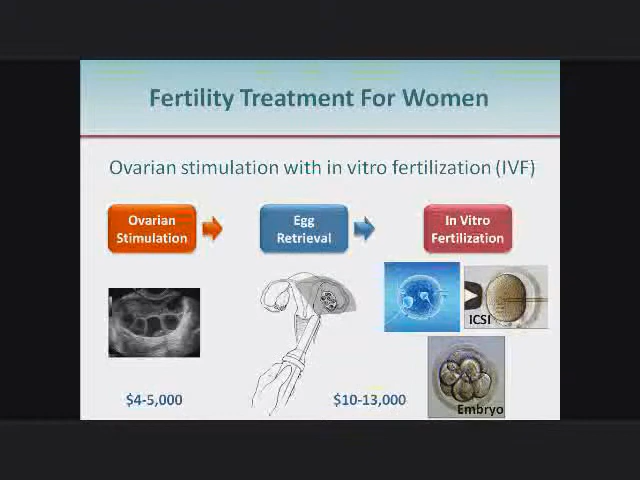 Fertility Treatment For Women
Ovarian stimulation with in vitro fertilization (IVF)
Ovarian
Stimulation
Egg
Retrieval
In Vitro
Fertilization
ICSI
Embryo
$4-5,000
$10-13,000